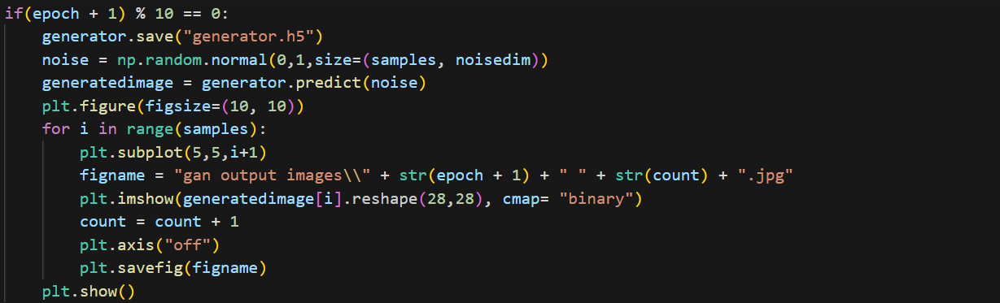 if(epoch + 1) % 10 == 0:
    generator.save("generator.h5")
    noise = np.random.normal(0,1,size=(samples, noisedim))
    generatedimage = generator.predict(noise)
    plt.figure(figsize=(10, 10))
    for i in range(samples):
        plt.subplot(5,5,i+1)
        figname = "gan output images\\" + str(epoch + 1) + " " + str(count) + ".jpg"
        plt.imshow(generatedimage[i].reshape(28,28), cmap= "binary")
        count = count + 1
        plt.axis("off")
        plt.savefig(figname)
    plt.show()